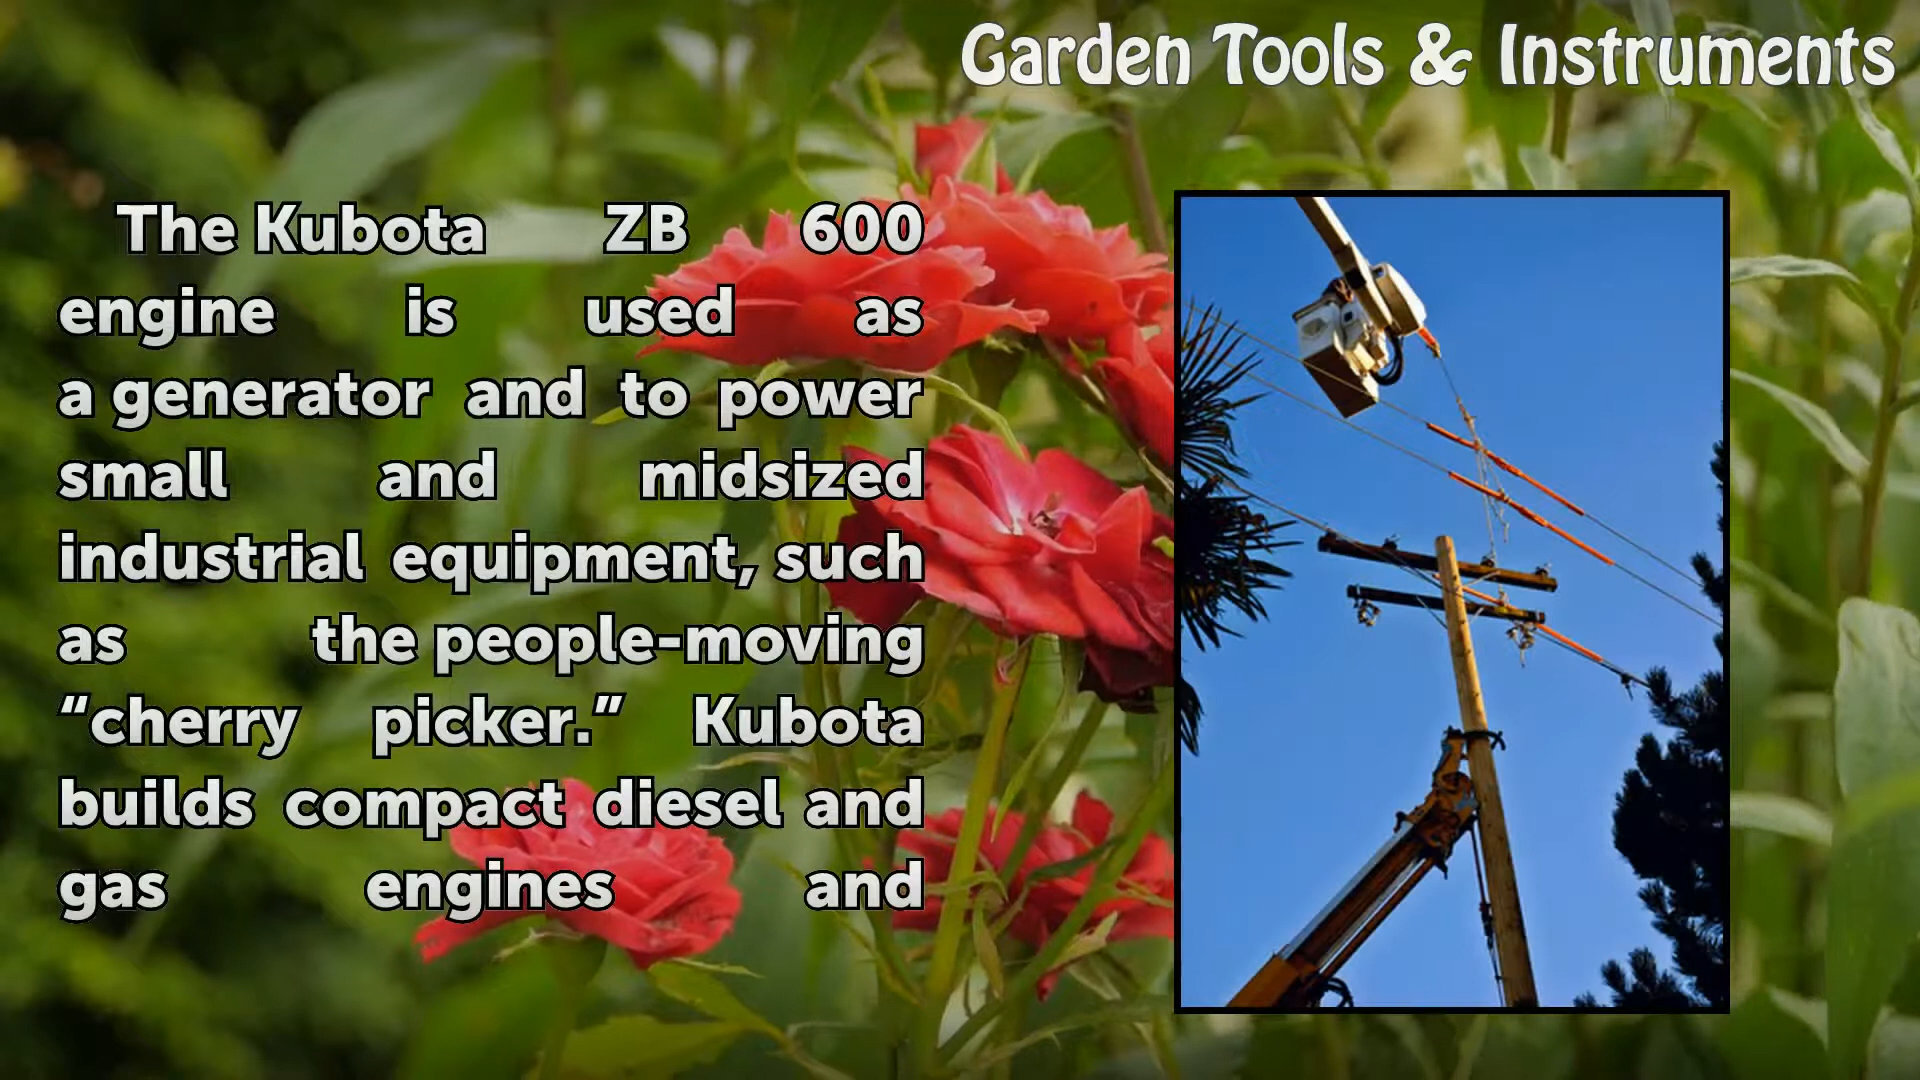 Garden Tools & Instruments
The Kubota ZB 600
engine is used as
a generator and to power
small and midsized
industrial equipment, such
as the people-moving
“cherry picker.” Kubota
builds compact diesel and
gas engines and